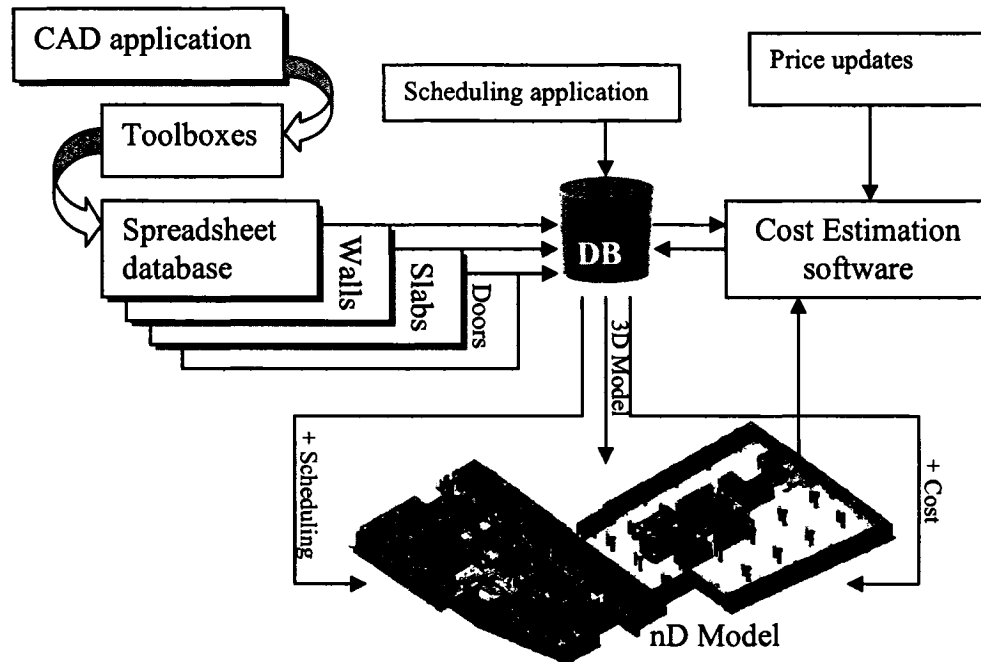 CAD application
Toolboxes
Spreadsheet
database
Walls
Slabs
Doors
Scheduling application
Price updates
DB
Cost Estimation
software
3D Model
+ Scheduling
+ Cost
nD Model